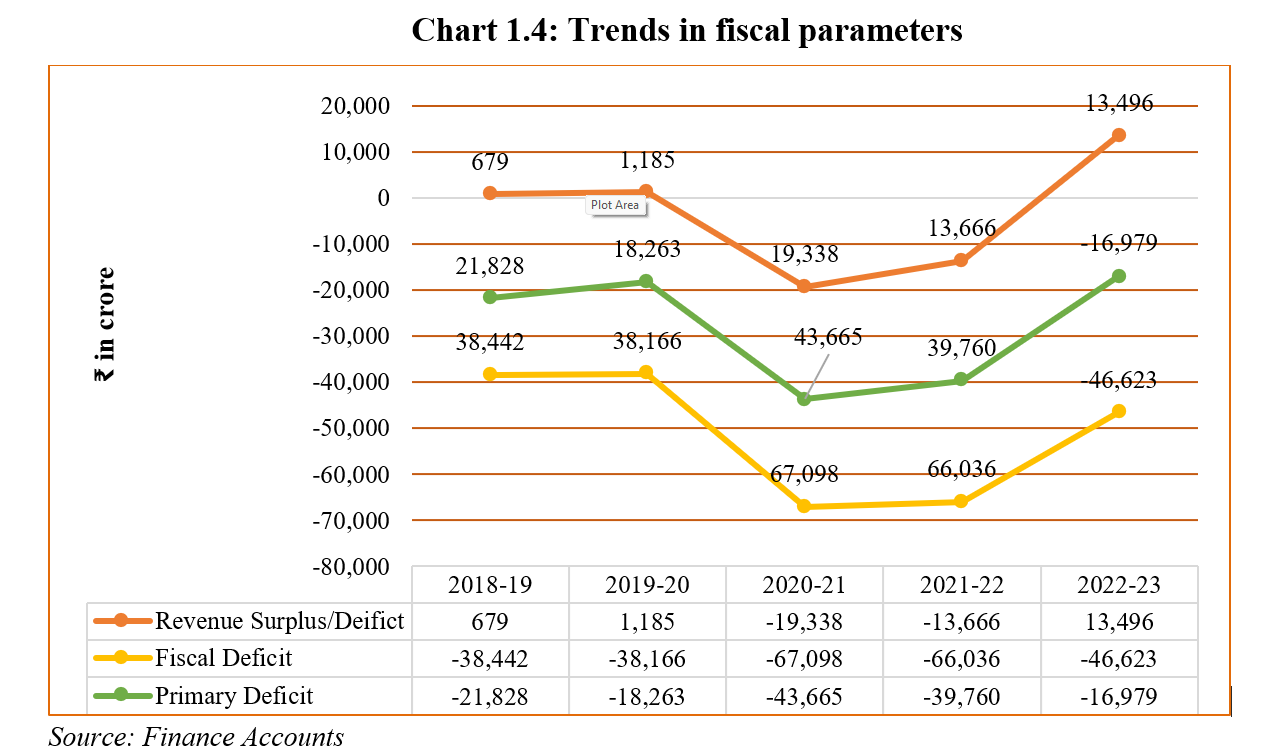 Chart 1.4: Trends in fiscal parameters
₹ in crore
20,000
10,000
0
-10,000
-20,000
-30,000
-40,000
-50,000
-60,000
-70,000
-80,000
679 1,185 19,338 13,666 13,496
Plot Area
21,828 18,263 43,665 39,760 -16,979
38,442 38,166 67,098 66,036 -46,623
2018-19 2019-20 2020-21 2021-22 2022-23
Revenue Surplus/Deifict 679 1,185 -19,338 -13,666 13,496
Fiscal Deficit -38,442 -38,166 -67,098 -66,036 -46,623
Primary Deficit -21,828 -18,263 -43,665 -39,760 -16,979
Source: Finance Accounts